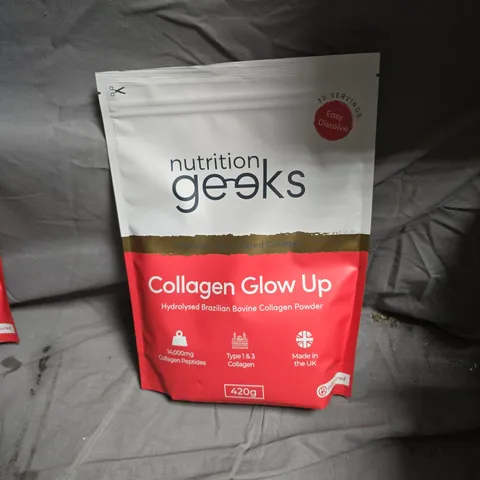 30 SERVINGS
Easy
Dissolve
nutrition
geeks
Collagen Glow Up
Hydrolysed Brazilian Bovine Collagen Powder
14,000mg
Collagen Peptides
Type 1 & 3
Collagen
Made in
the UK
420g